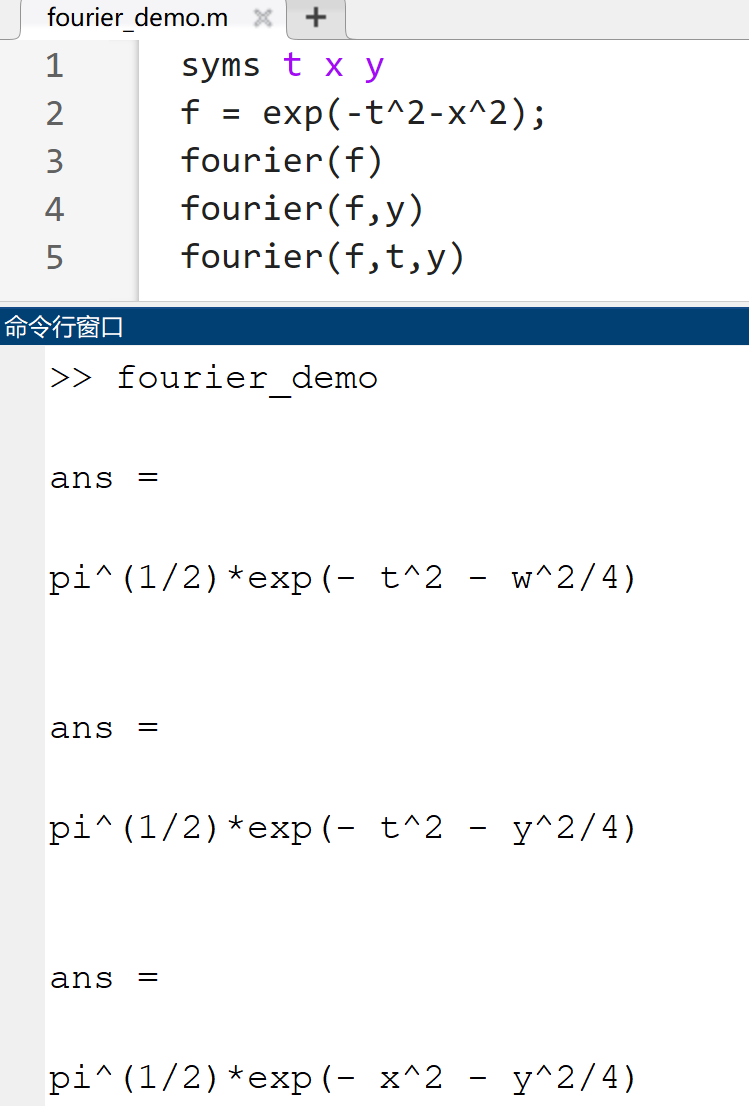 fourier_demo.m
1 syms t x y
2 f = exp(-t^2-x^2);
3 fourier(f)
4 fourier(f,y)
5 fourier(f,t,y)
命令行窗口
>> fourier_demo
ans =
pi^(1/2)*exp(- t^2 - w^2/4)
ans =
pi^(1/2)*exp(- t^2 - y^2/4)
ans =
pi^(1/2)*exp(- x^2 - y^2/4)